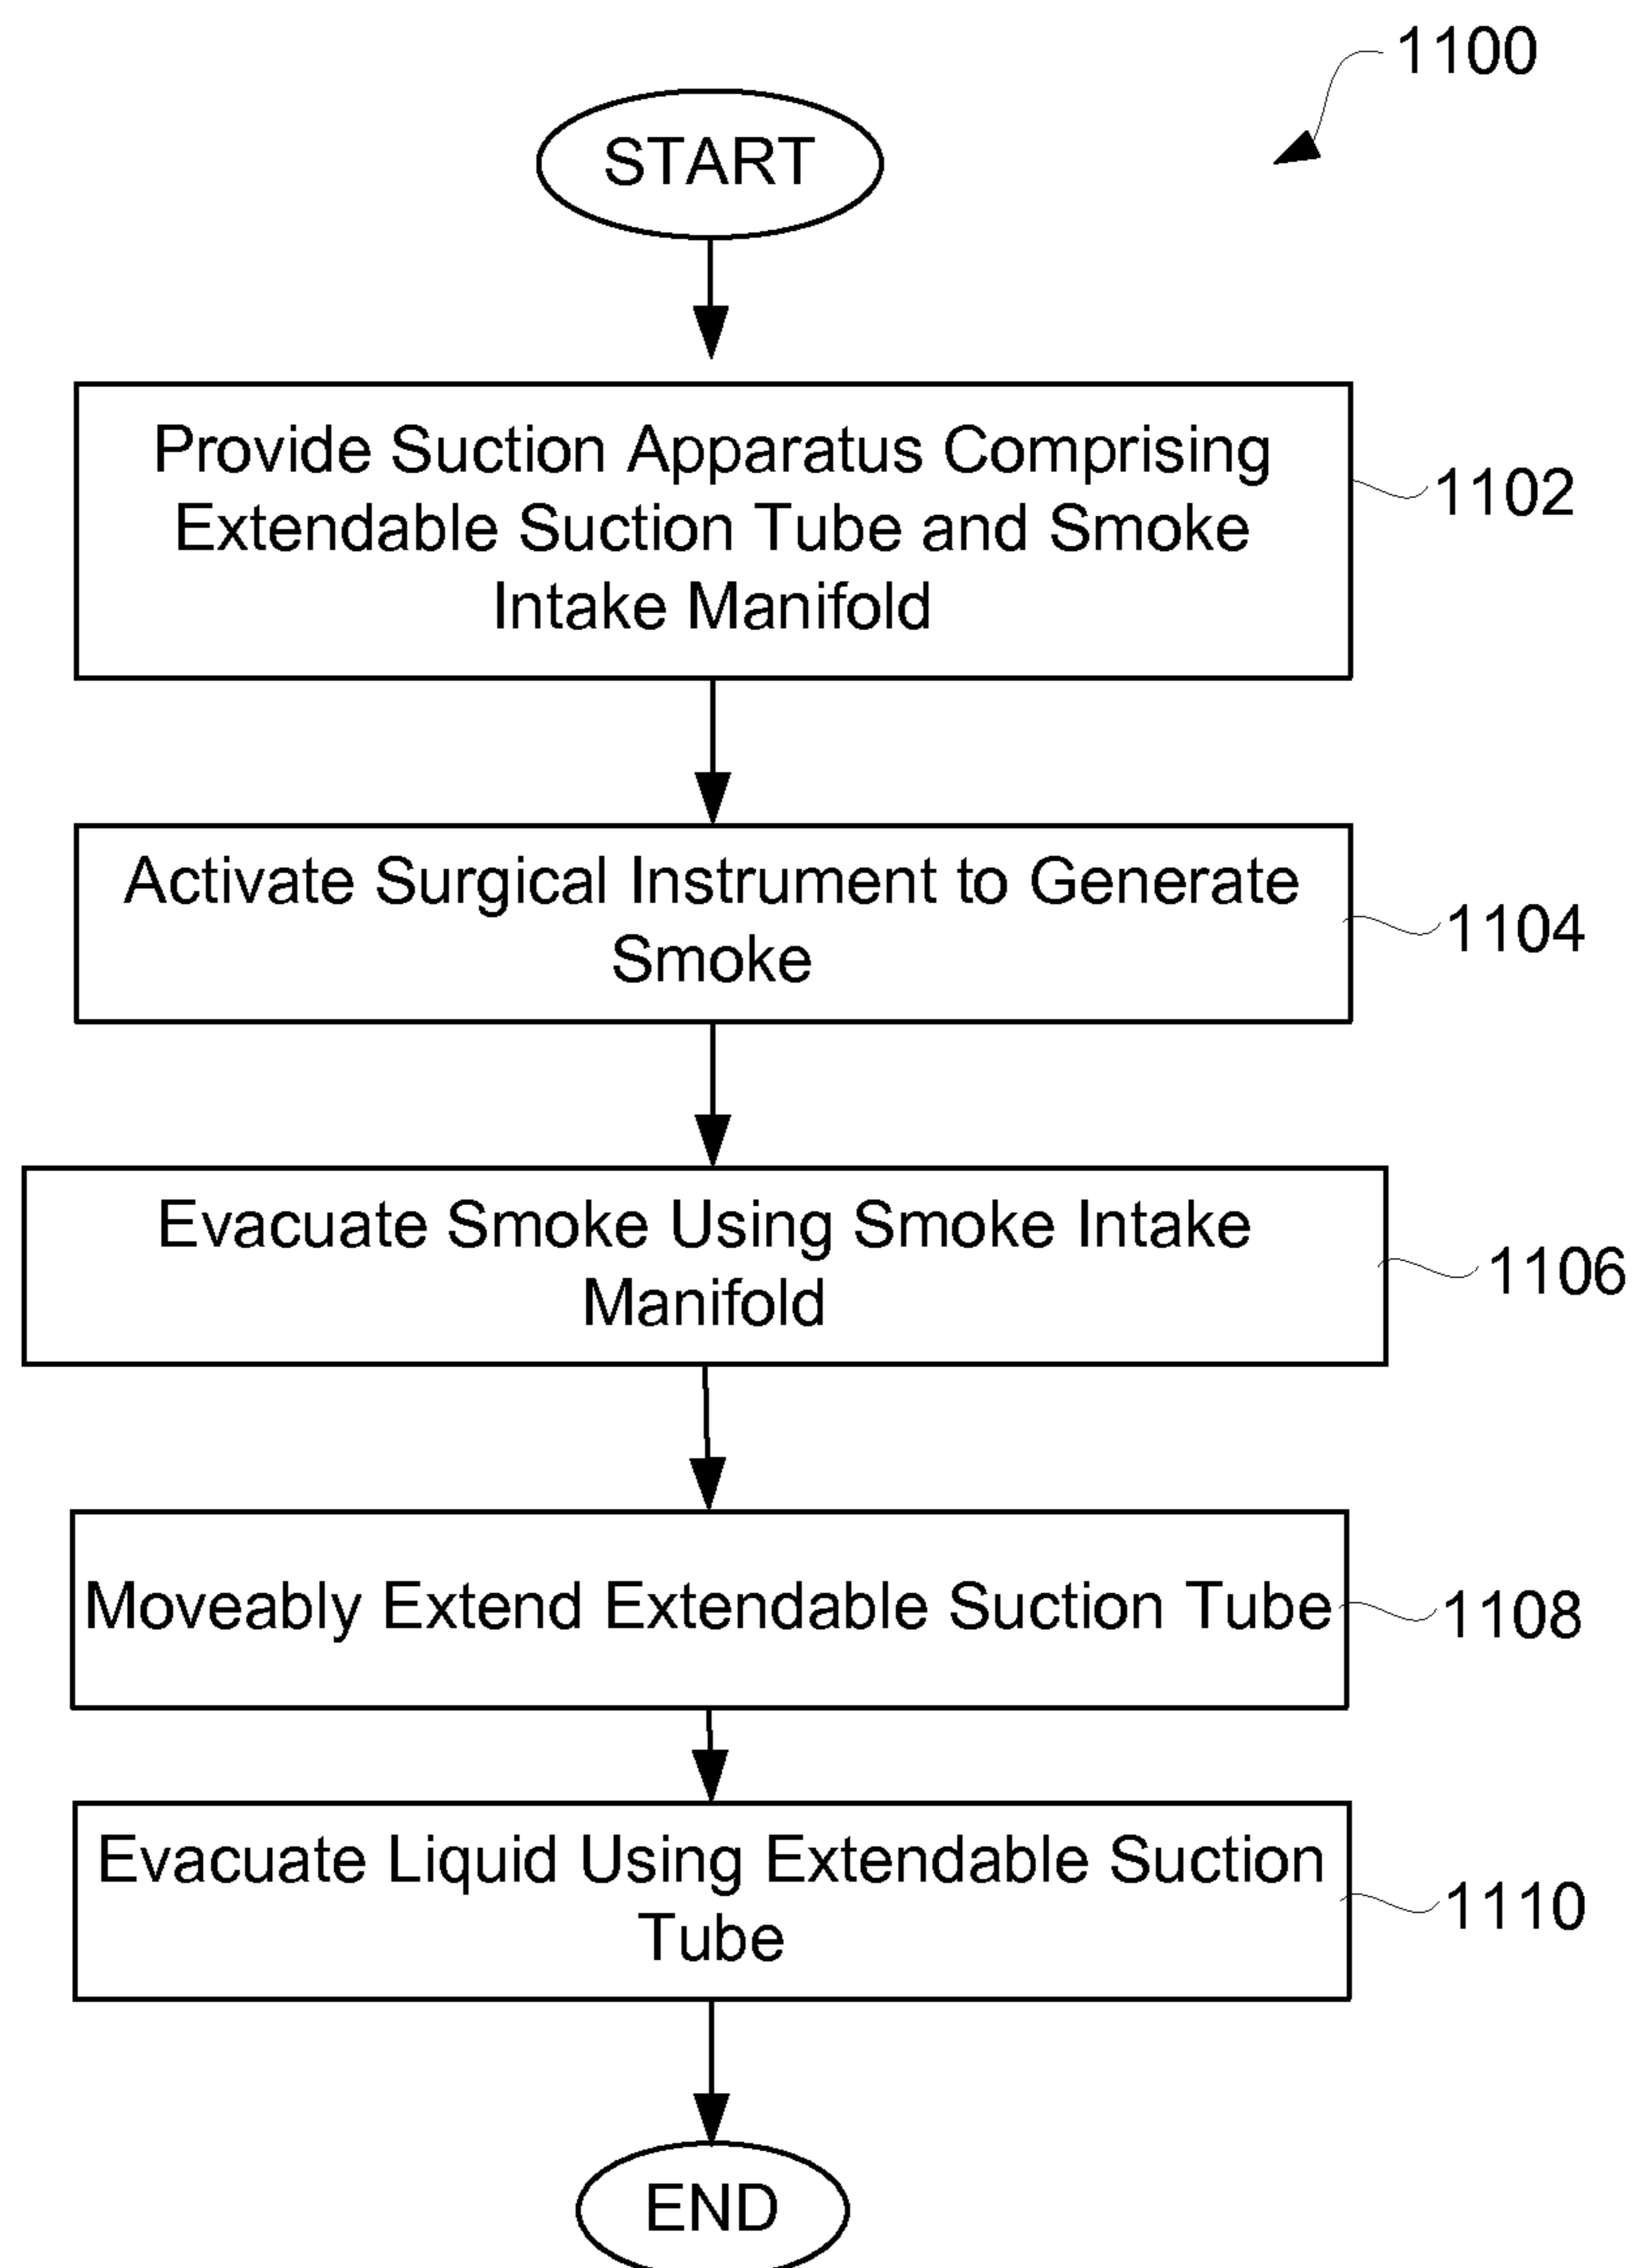 1100
START
Provide Suction Apparatus Comprising
Extendable Suction Tube and Smoke
Intake Manifold
1102
Activate Surgical Instrument to Generate
Smoke
1104
Evacuate Smoke Using Smoke Intake
Manifold
1106
Moveably Extend Extendable Suction Tube
1108
Evacuate Liquid Using Extendable Suction
Tube
1110
END